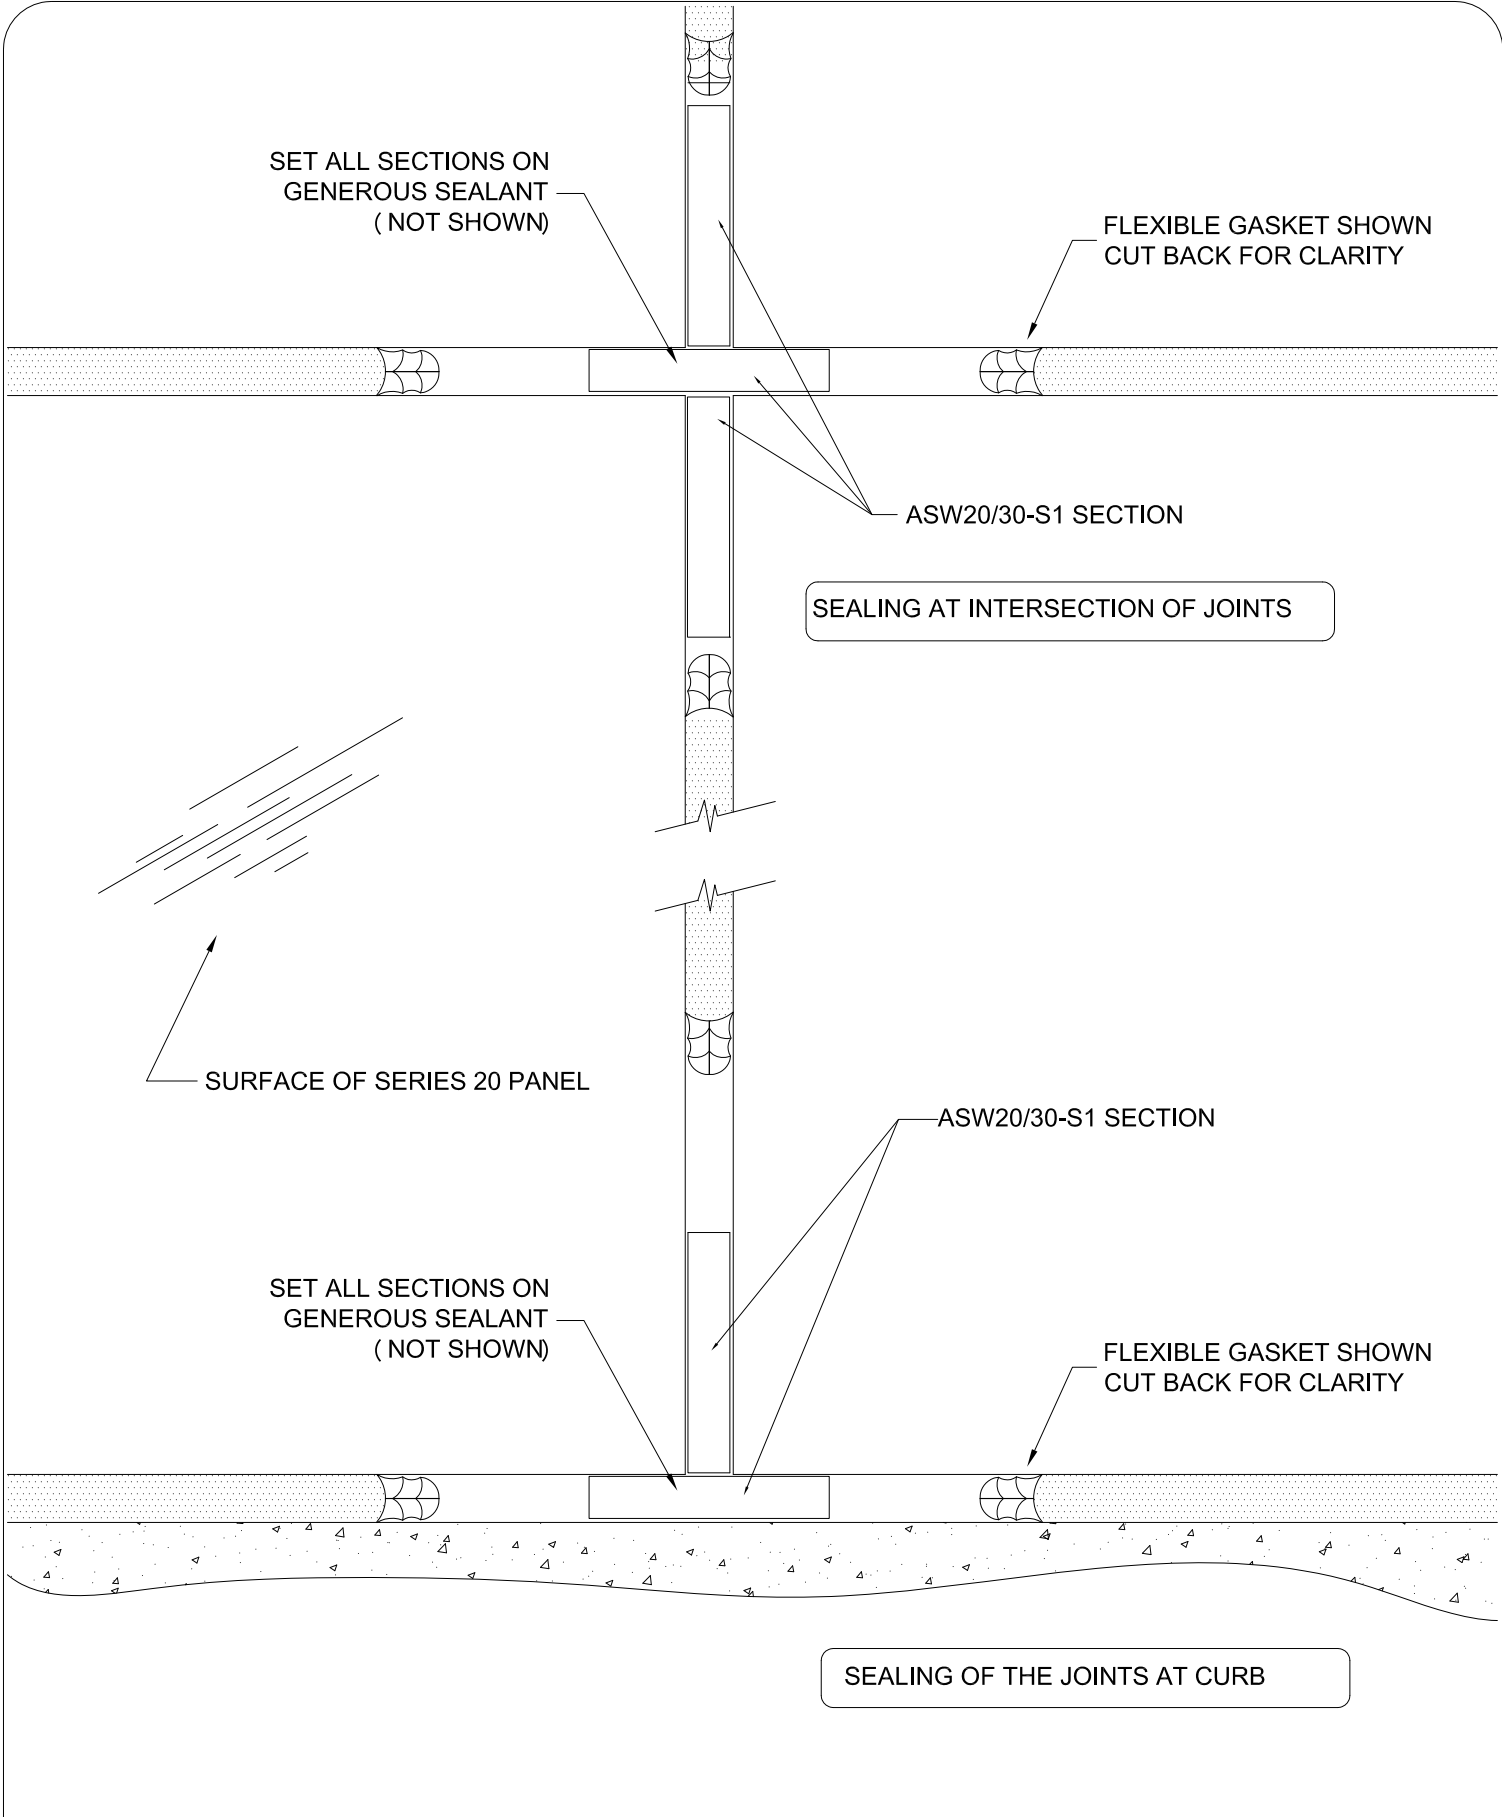 SET ALL SECTIONS ON
GENEROUS SEALANT
( NOT SHOWN)
FLEXIBLE GASKET SHOWN
CUT BACK FOR CLARITY
ASW20/30-S1 SECTION
SEALING AT INTERSECTION OF JOINTS
SURFACE OF SERIES 20 PANEL
ASW20/30-S1 SECTION
SET ALL SECTIONS ON
GENEROUS SEALANT
( NOT SHOWN)
FLEXIBLE GASKET SHOWN
CUT BACK FOR CLARITY
SEALING OF THE JOINTS AT CURB